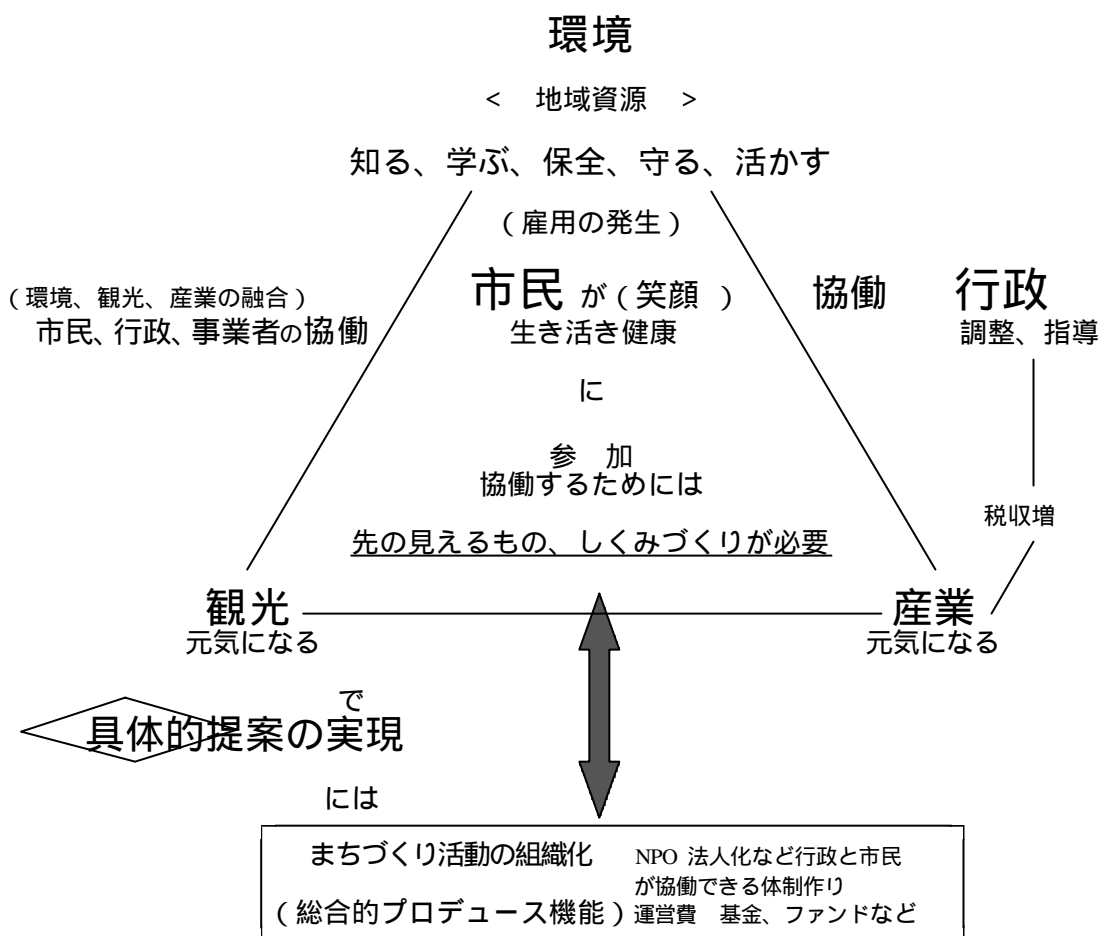 環境
< 地域資源 >
知る、学ぶ、保全、守る、活かす
(雇用の発生)
(環境、観光、産業の融合)
市民、行政、事業者の協働
市民 が(笑顔 )
生き活き健康
協働 行政
調整、指導
に
参 加
協働するためには
税収増
先の見えるもの、しくみづくりが必要
観光
元気になる
産業
元気になる
で
具体的提案の実現
には
まちづくり活動の組織化
(総合的プロデュース機能)
NPO 法人化など行政と市民
が協働できる体制作り
運営費 基金、ファンドなど